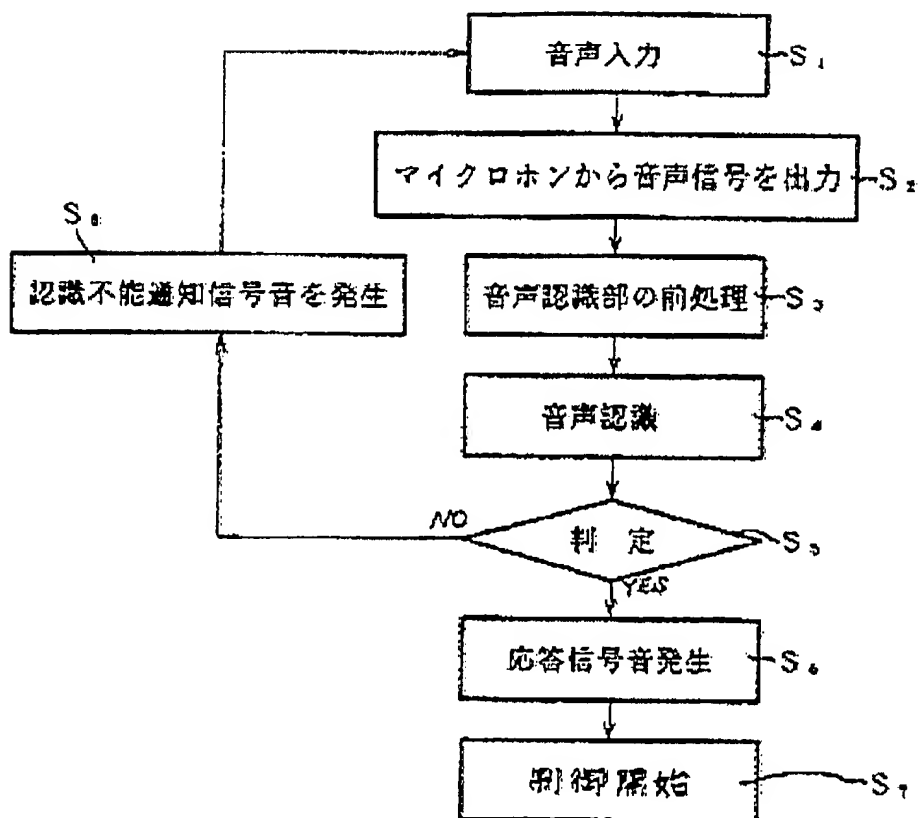 音声入力
S₁
マイクロホンから音声信号を出力
S₂
S₈
認識不能通知信号音を発生
音声認識部の前処理
S₃
音声認識
S₄
NO
判 定
S₅
YES
応答信号音発生
S₆
制御開始
S₇